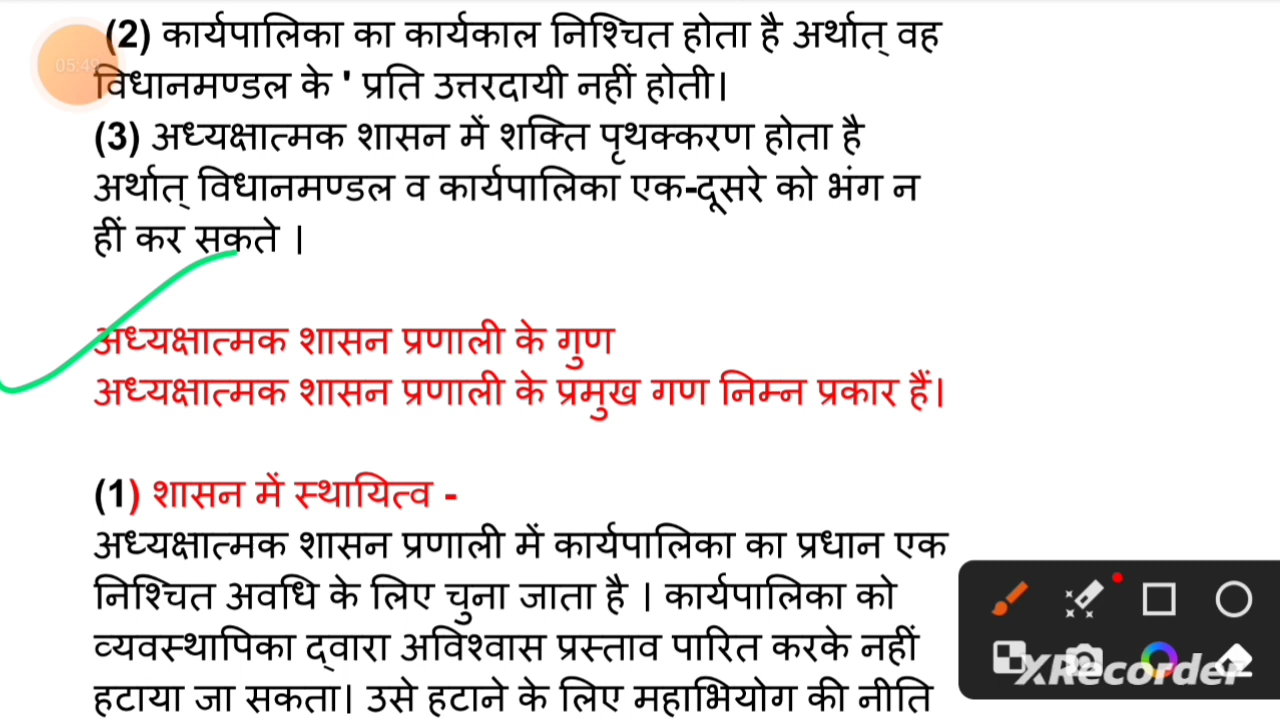 (2) कार्यपालिका का कार्यकाल निश्चित होता है अर्थात् वह
05:49
विधानमण्डल के ' प्रति उत्तरदायी नहीं होती।
(3) अध्यक्षात्मक शासन में शक्ति पृथक्करण होता है
अर्थात् विधानमण्डल व कार्यपालिका एक-दूसरे को भंग न
हीं कर सकते ।
अध्यक्षात्मक शासन प्रणाली के गुण
अध्यक्षात्मक शासन प्रणाली के प्रमुख गण निम्न प्रकार हैं।
(1) शासन में स्थायित्व -
अध्यक्षात्मक शासन प्रणाली में कार्यपालिका का प्रधान एक
निश्चित अवधि के लिए चुना जाता है । कार्यपालिका को
व्यवस्थापिका द्वारा अविश्वास प्रस्ताव पारित करके नहीं
हटाया जा सकता। उसे हटाने के लिए महाभियोग की नीति
XRecorder